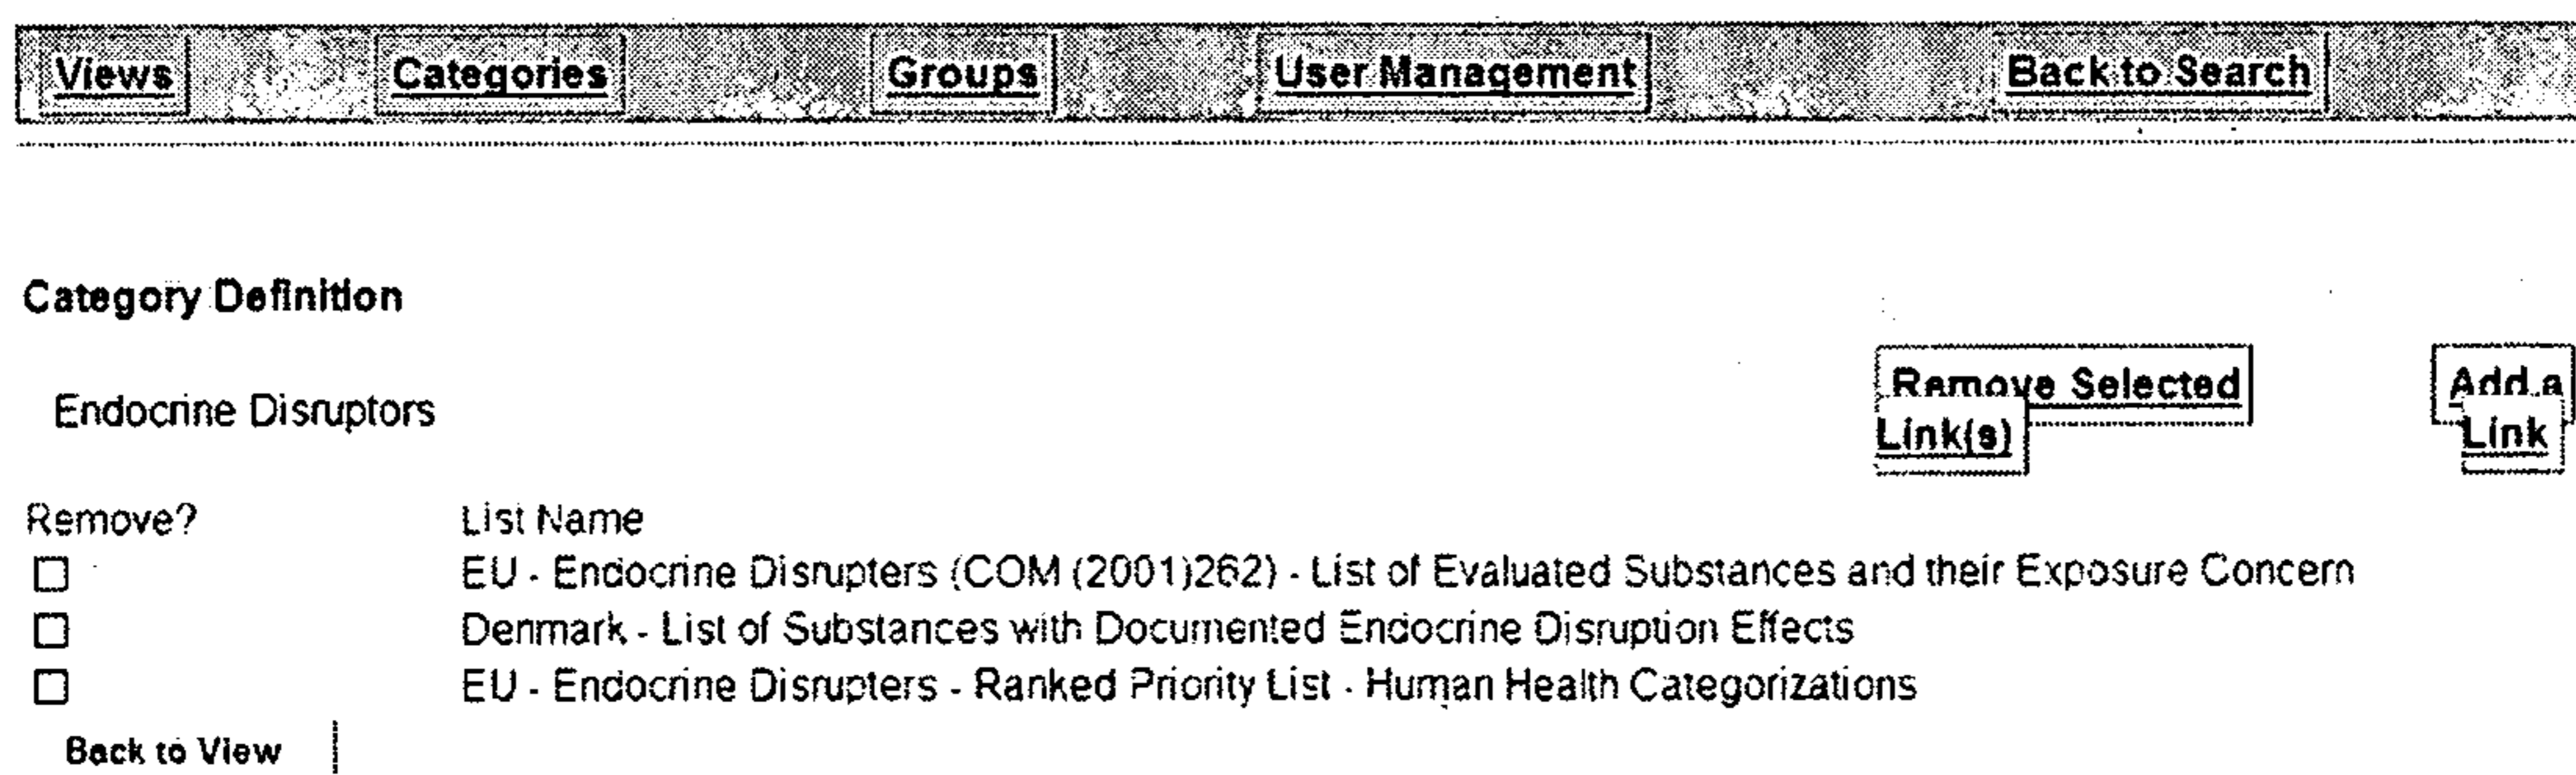 Views Categories Groups User Management Back to Search
Category Definition
Remove Selected Add a
Endocrine Disruptors
Link(s) Link
Remove? List Name
EU - Endocrine Disrupters (COM (2001)262) - List of Evaluated Substances and their Exposure Concern
Denmark - List of Substances with Documented Endocrine Disruption Effects
EU - Endocrine Disrupters - Ranked Priority List - Human Health Categorizations
Back to View